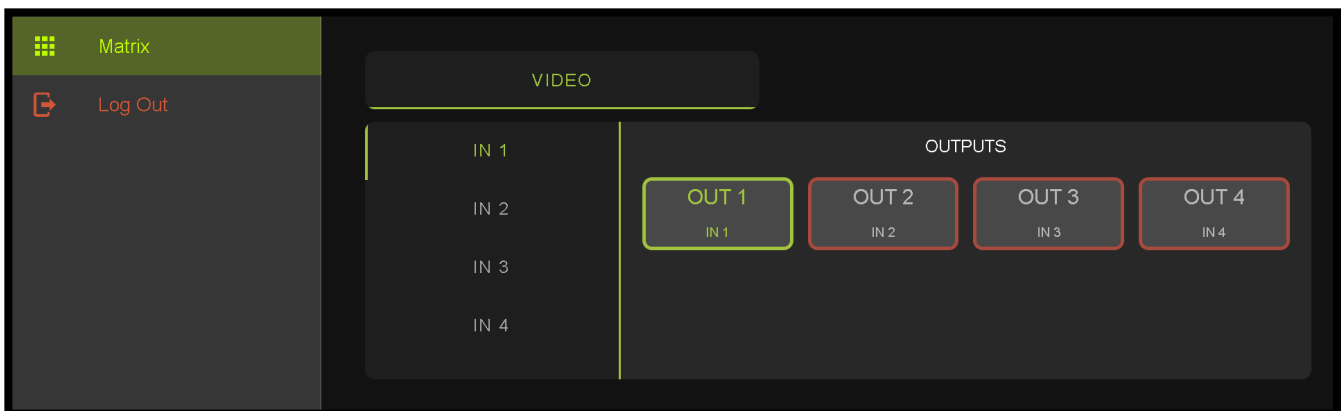 Matrix
Log Out
VIDEO
IN 1
IN 2
IN 3
IN 4
OUTPUTS
OUT 1
IN 1
OUT 2
IN 2
OUT 3
IN 3
OUT 4
IN 4